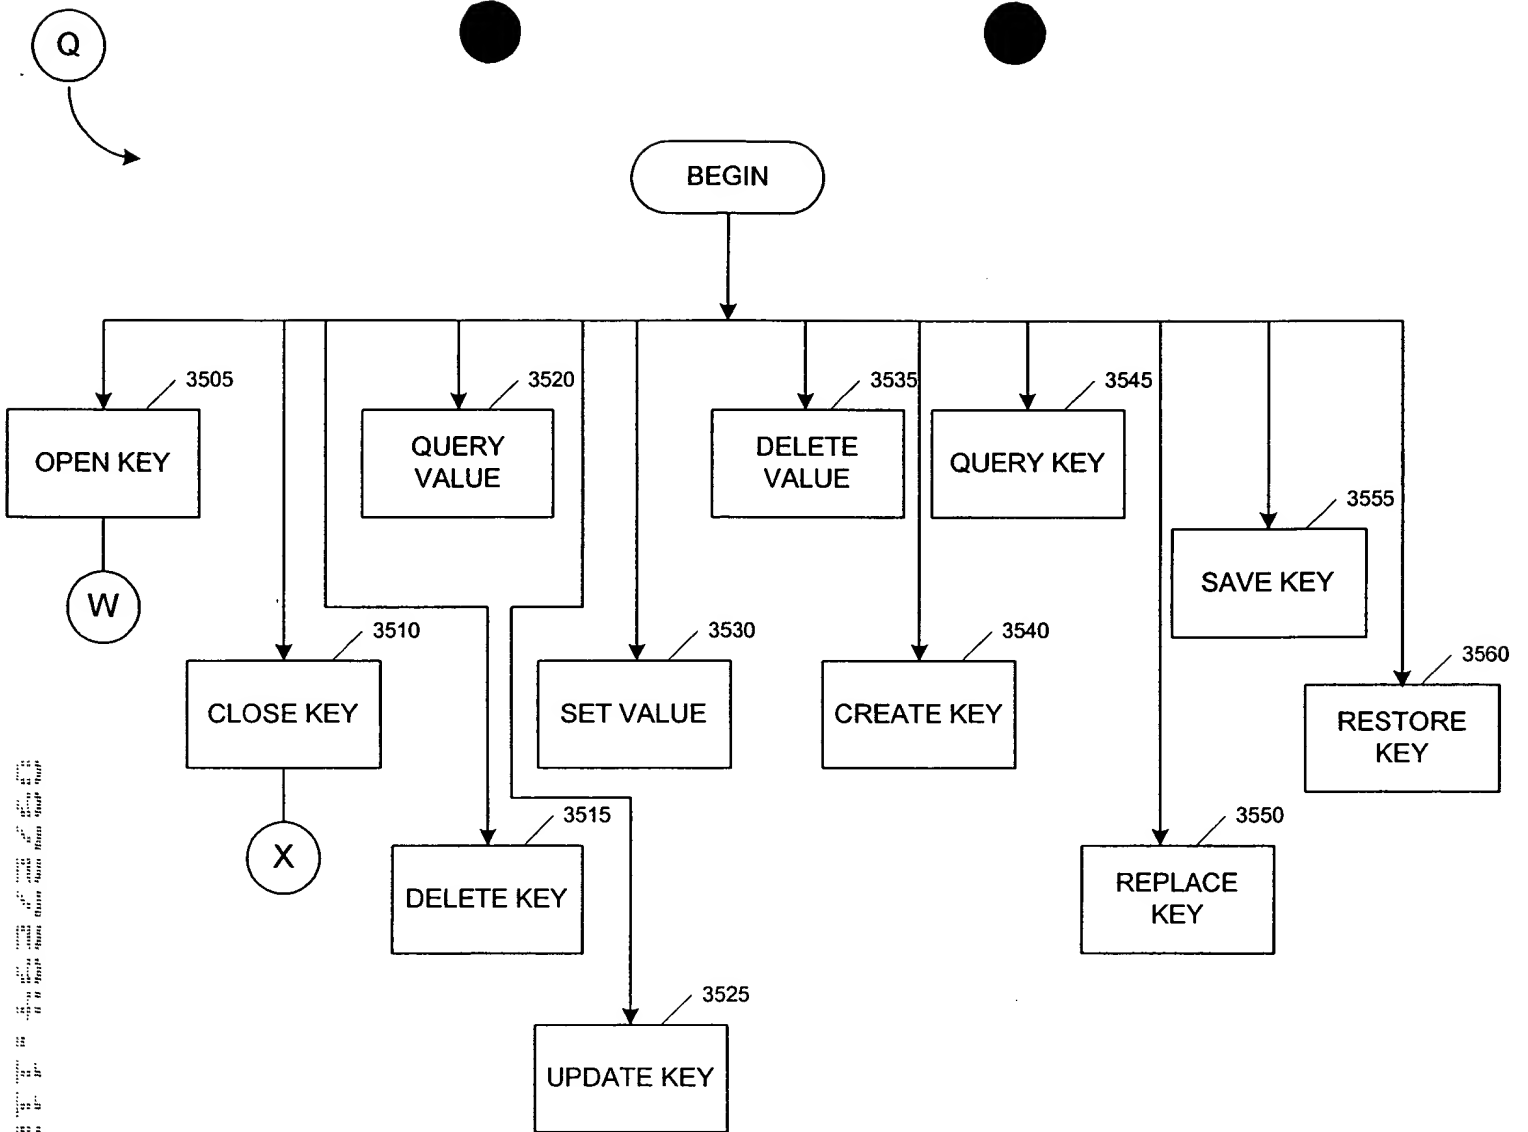 Q
BEGIN
3505
3520
3535
3545
OPEN KEY
QUERY
VALUE
DELETE
VALUE
QUERY KEY
3555
SAVE KEY
W
3510
3530
3540
3560
CLOSE KEY
SET VALUE
CREATE KEY
RESTORE
KEY
3515
3550
X
DELETE KEY
REPLACE
KEY
3525
UPDATE KEY